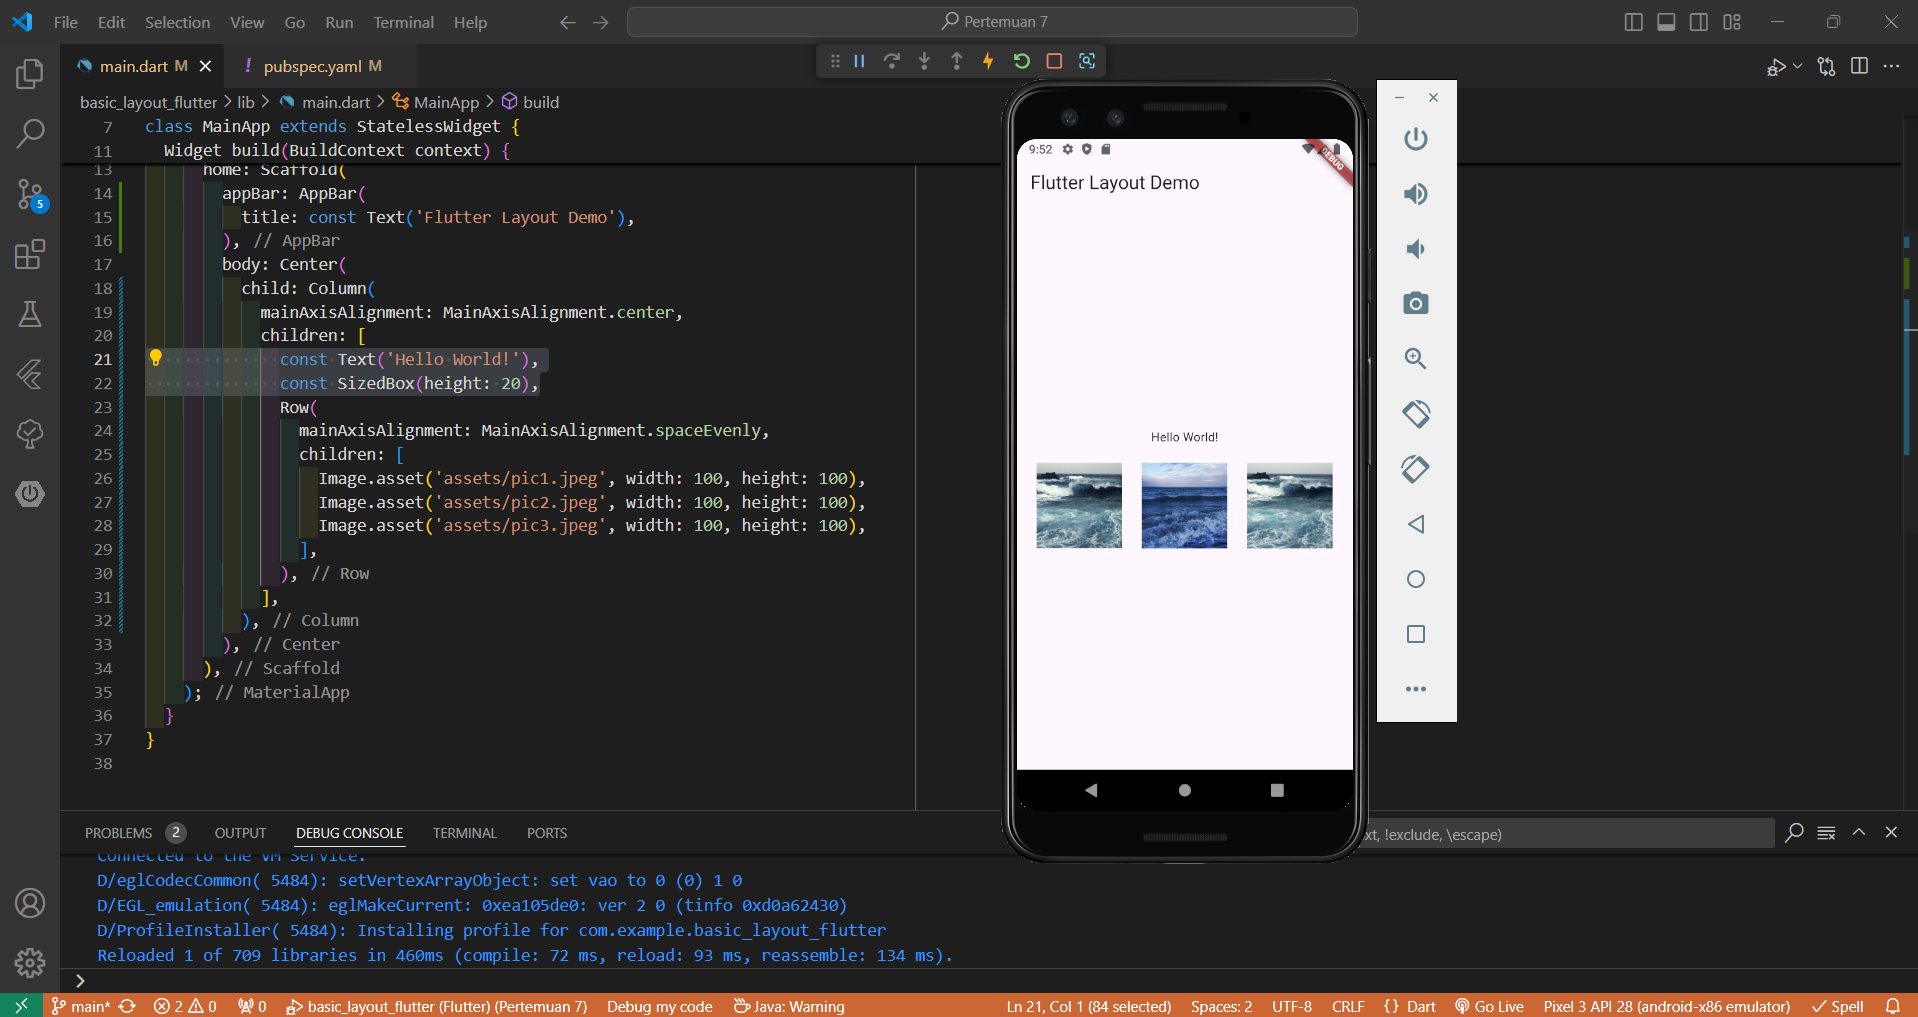 File Edit Selection View Go Run Terminal Help
Pertemuan 7
main.dart M
! pubspec.yaml M
basic_layout_flutter > lib > main.dart > MainApp > build
7 class MainApp extends StatelessWidget {
11 Widget build(BuildContext context) {
13 home: Scaffold(
14 appBar: AppBar(
15 title: const Text('Flutter Layout Demo'),
16 ), // AppBar
17 body: Center(
18 child: Column(
19 mainAxisAlignment: MainAxisAlignment.center,
20 children: [
21 const Text('Hello World!'),
22 const SizedBox(height: 20),
23 Row(
24 mainAxisAlignment: MainAxisAlignment.spaceEvenly,
25 children: [
26 Image.asset('assets/pic1.jpeg', width: 100, height: 100),
27 Image.asset('assets/pic2.jpeg', width: 100, height: 100),
28 Image.asset('assets/pic3.jpeg', width: 100, height: 100),
29 ],
30 ), // Row
31 ],
32 ), // Column
33 ), // Center
34 ), // Scaffold
35 ); // MaterialApp
36 }
37 }
38
5
9:52
DEBUG
Flutter Layout Demo
Hello World!
PROBLEMS 2 OUTPUT DEBUG CONSOLE TERMINAL PORTS
xt, !exclude, \escape)
Connected to the VM Service.
D/eglCodecCommon( 5484): setVertexArrayObject: set vao to 0 (0) 1 0
D/EGL_emulation( 5484): eglMakeCurrent: 0xea105de0: ver 2 0 (tinfo 0xd0a62430)
D/ProfileInstaller( 5484): Installing profile for com.example.basic_layout_flutter
Reloaded 1 of 709 libraries in 460ms (compile: 72 ms, reload: 93 ms, reassemble: 134 ms).
>
main* 2 0 0 basic_layout_flutter (Flutter) (Pertemuan 7) Debug my code Java: Warning Ln 21, Col 1 (84 selected) Spaces: 2 UTF-8 CRLF {} Dart Go Live Pixel 3 API 28 (android-x86 emulator) Spell